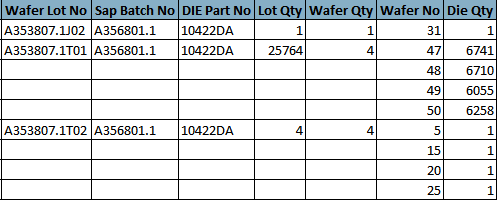 Wafer Lot No Sap Batch No DIE Part No Lot Qty Wafer Qty Wafer No Die Qty
A353807.1J02 A356801.1 10422DA 1 1 31 1
A353807.1T01 A356801.1 10422DA 25764 4 47 6741
48 6710
49 6055
50 6258
A353807.1T02 A356801.1 10422DA 4 4 5 1
15 1
20 1
25 1